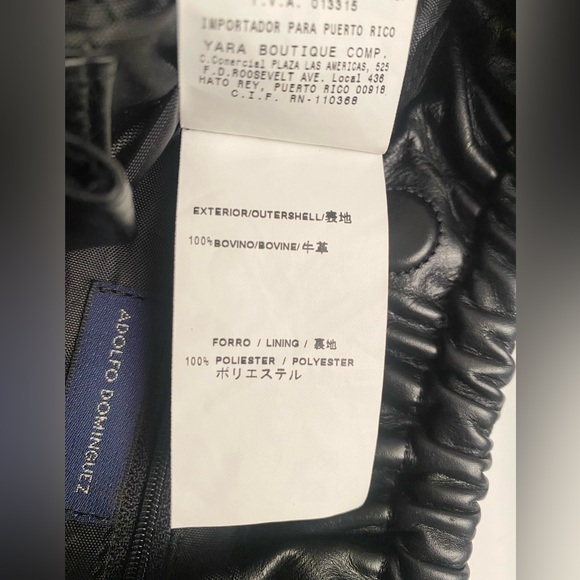 I.V.A. 013315
IMPORTADOR PARA PUERTO RICO
YARA BOUTIQUE COMP.
C.Comercial PLAZA LAS AMERICAS, 525
F.D.ROOSEVELT AVE. Local 436
HATO REY, PUERTO RICO 00918
C.I.F. RN-110368
EXTERIOR/OUTERSHELL/表地
100% BOVINO/BOVINE/牛革
FORRO / LINING / 裏地
100% POLIESTER / POLYESTER
ポリエステル
ADOLFO DOMINGUEZ